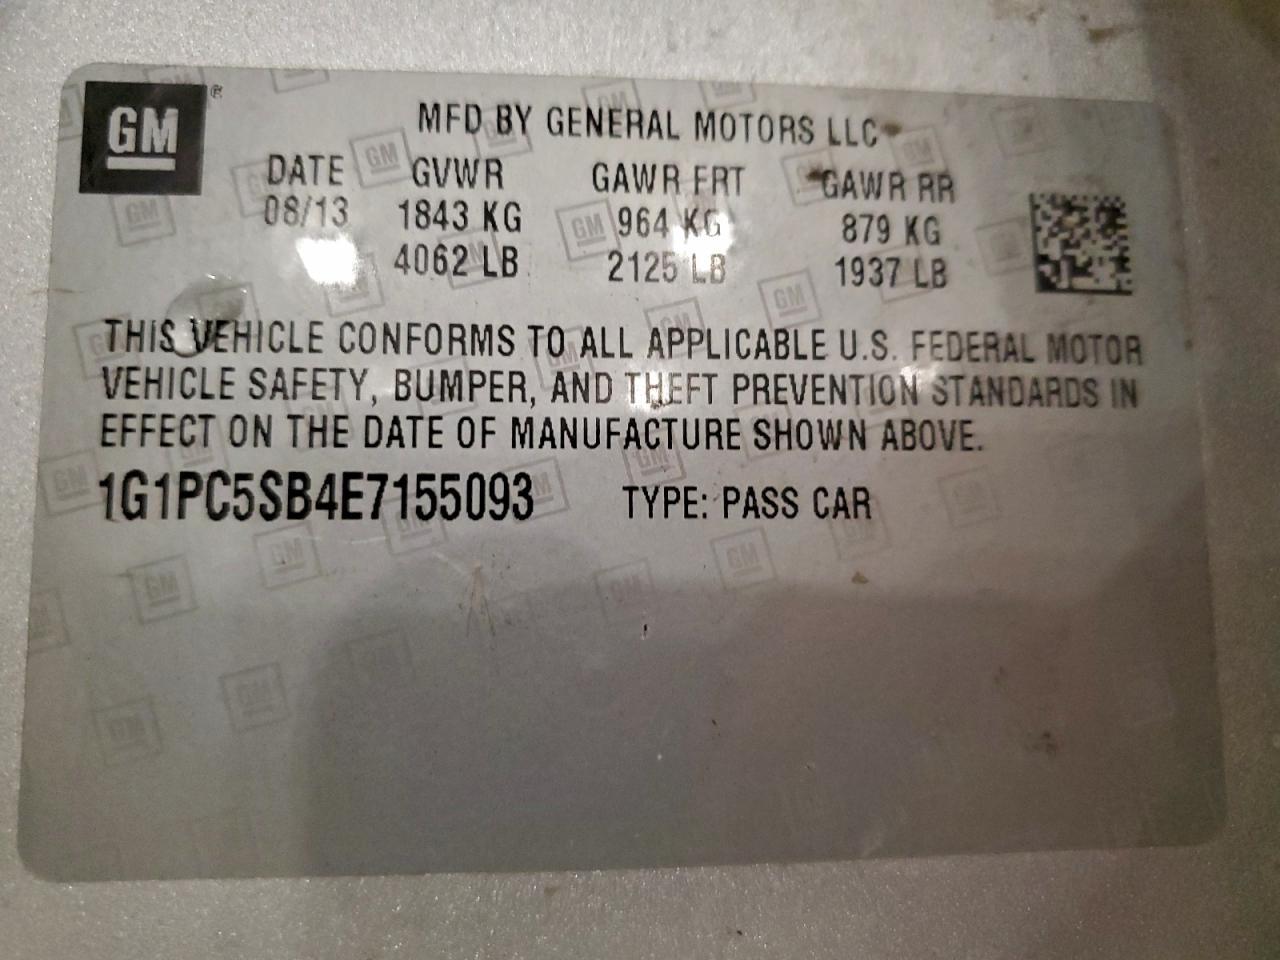 GM ®
MFD BY GENERAL MOTORS LLC
DATE GVWR GAWR FRT GAWR RR
08/13 1843 KG 964 KG 879 KG
4062 LB 2125 LB 1937 LB
THIS VEHICLE CONFORMS TO ALL APPLICABLE U.S. FEDERAL MOTOR
VEHICLE SAFETY, BUMPER, AND THEFT PREVENTION STANDARDS IN
EFFECT ON THE DATE OF MANUFACTURE SHOWN ABOVE.
1G1PC5SB4E7155093 TYPE: PASS CAR